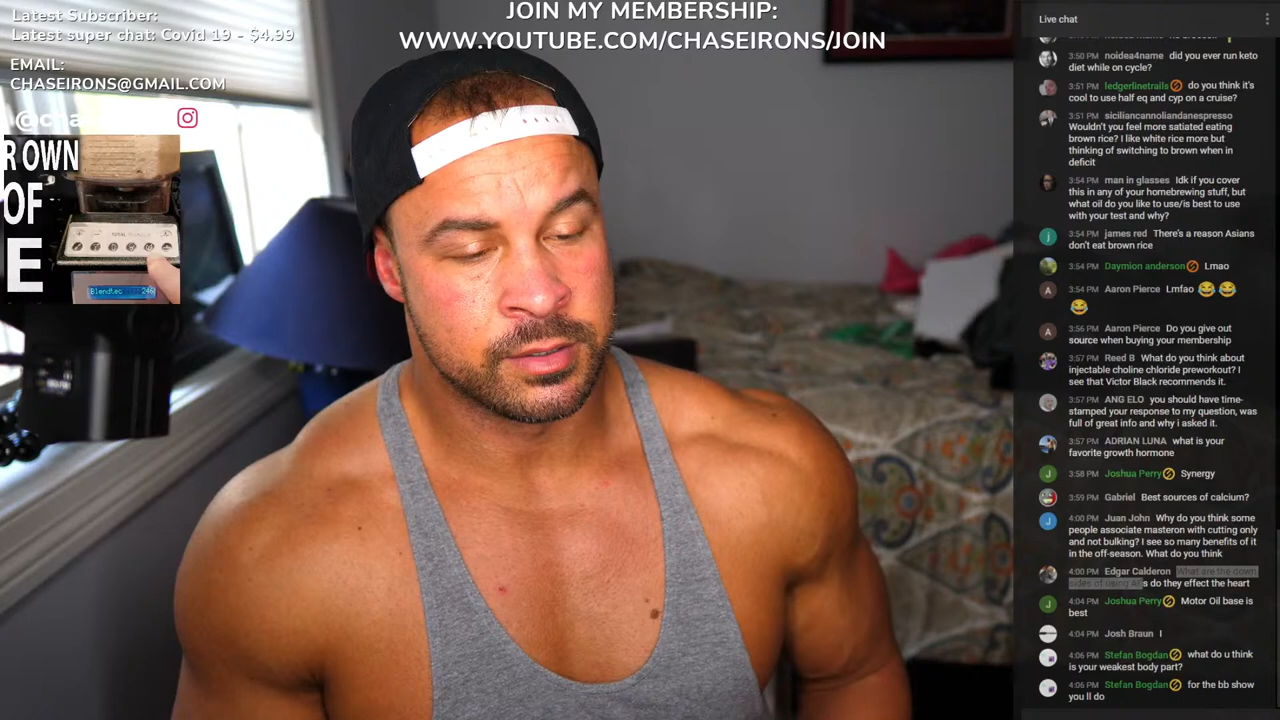 Latest Subscriber:
Latest super chat: Covid 19 - $4.99
EMAIL:
CHASEIRONS@GMAIL.COM
JOIN MY MEMBERSHIP:
WWW.YOUTUBE.COM/CHASEIRONS/JOIN
R OWN
OF
E
Blendtec 246
Live chat
3:50 PM noidea4name did you ever run keto
diet while on cycle?
3:51 PM ledgerlinetrails do you think it's
cool to use half eq and cyp on a cruise?
3:51 PM siciliancannoliandanespresso
Wouldn't you feel more satiated eating
brown rice? I like white rice more but
thinking of switching to brown when in
deficit
3:54 PM man in glasses Idk if you cover
this in any of your homebrewing stuff, but
what oil do you like to use/is best to use
with your test and why?
3:54 PM james red There's a reason Asians
don't eat brown rice
3:54 PM Daymion anderson Lmao
3:54 PM Aaron Pierce Lmfao 😂 😂
😂
3:56 PM Aaron Pierce Do you give out
source when buying your membership
3:57 PM Reed B What do you think about
injectable choline chloride preworkout? I
see that Victor Black recommends it.
3:57 PM ANG ELO you should have time-
stamped your response to my question, was
full of great info and why i asked it.
3:57 PM ADRIAN LUNA what is your
favorite growth hormone
3:58 PM Joshua Perry Synergy
3:59 PM Gabriel Best sources of calcium?
4:00 PM Juan John Why do you think some
people associate masteron with cutting only
and not bulking? I see so many benefits of it
in the off-season. What do you think
4:00 PM Edgar Calderon What are the down
sides of using AI's do they effect the heart
4:04 PM Joshua Perry Motor Oil base is
best
4:04 PM Josh Braun I
4:06 PM Stefan Bogdan what do u think
is your weakest body part?
4:06 PM Stefan Bogdan for the bb show
you ll do